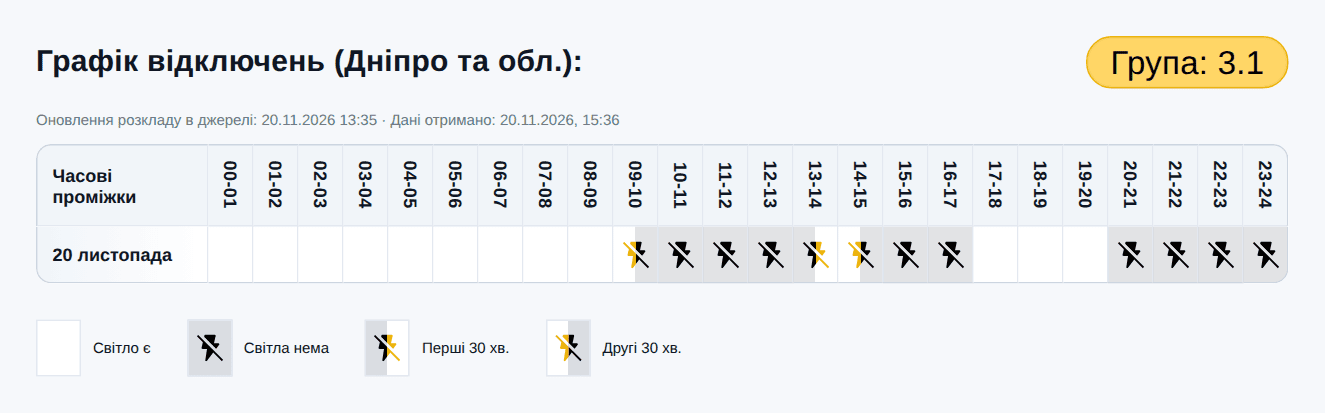 Графік відключень (Дніпро та обл.):
Група: 3.1
Оновлення розкладу в джерелі: 20.11.2026 13:35 · Дані отримано: 20.11.2026, 15:36
Часові
проміжки
00-01
01-02
02-03
03-04
04-05
05-06
06-07
07-08
08-09
09-10
10-11
11-12
12-13
13-14
14-15
15-16
16-17
17-18
18-19
19-20
20-21
21-22
22-23
23-24
20 листопада
Світло є
Світла нема
Перші 30 хв.
Другі 30 хв.